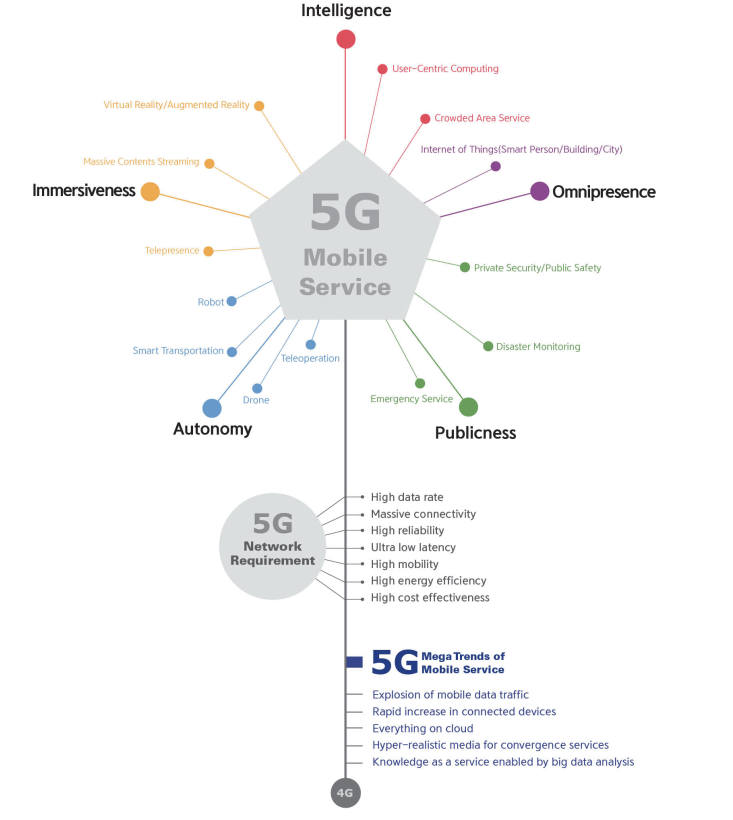 Intelligence
User-Centric Computing
Virtual Reality/Augmented Reality
Crowded Area Service
Internet of Things(Smart Person/Building/City)
Massive Contents Streaming
Immersiveness
Omnipresence
5G
Mobile
Service
Telepresence
Private Security/Public Safety
Robot
Smart Transportation
Teleoperation
Disaster Monitoring
Drone
Emergency Service
Autonomy
Publicness
5G
Network
Requirement
High data rate
Massive connectivity
High reliability
Ultra low latency
High mobility
High energy efficiency
High cost effectiveness
5G Mega Trends of
Mobile Service
Explosion of mobile data traffic
Rapid increase in connected devices
Everything on cloud
Hyper-realistic media for convergence services
Knowledge as a service enabled by big data analysis
4G